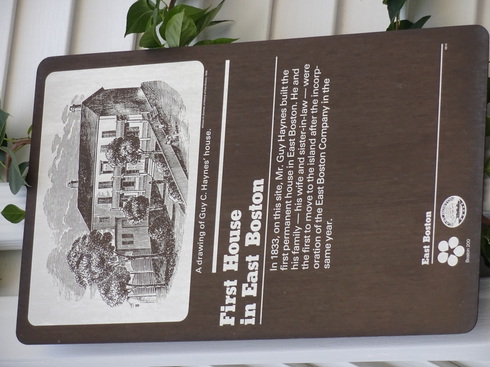 A drawing of Guy C. Haynes' house.
First House
in East Boston
In 1833, on this site, Mr. Guy Haynes built the
first permanent house in East Boston. He and
his family — his wife and sister-in-law — were
the first to move to the island after the incorp-
oration of the East Boston Company in the
same year.
East Boston
Boston 200